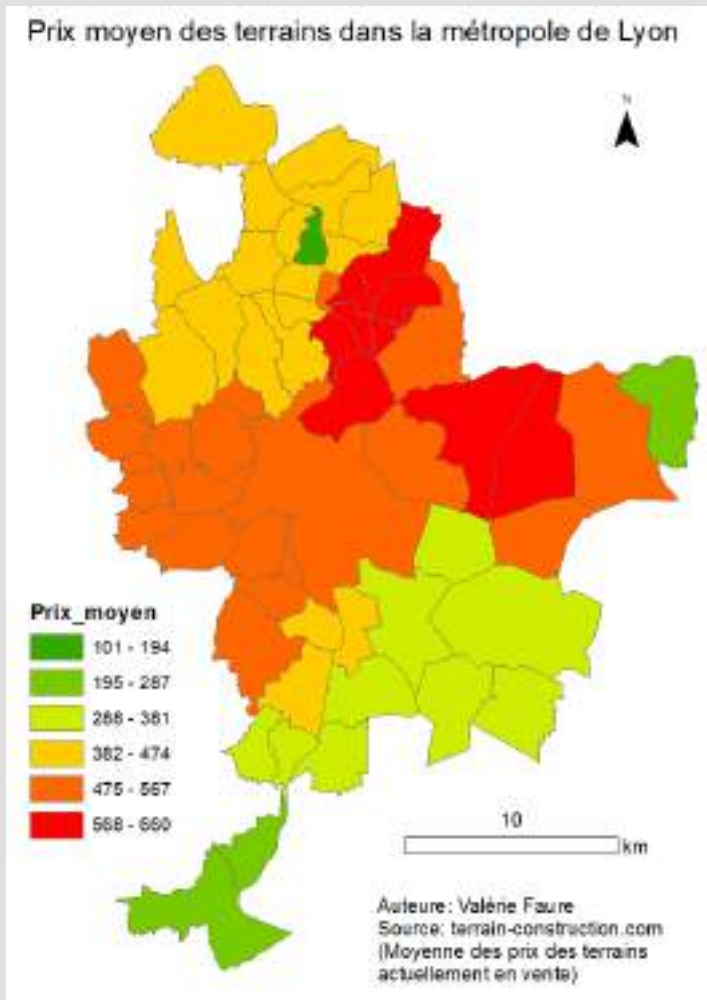 Prix moyen des terrains dans la métropole de Lyon
N
Prix_moyen
101 - 194
195 - 287
288 - 381
382 - 474
475 - 567
568 - 660
10
km
Auteure: Valérie Faure
Source: terrain-construction.com
(Moyenne des prix des terrains
actuellement en vente)